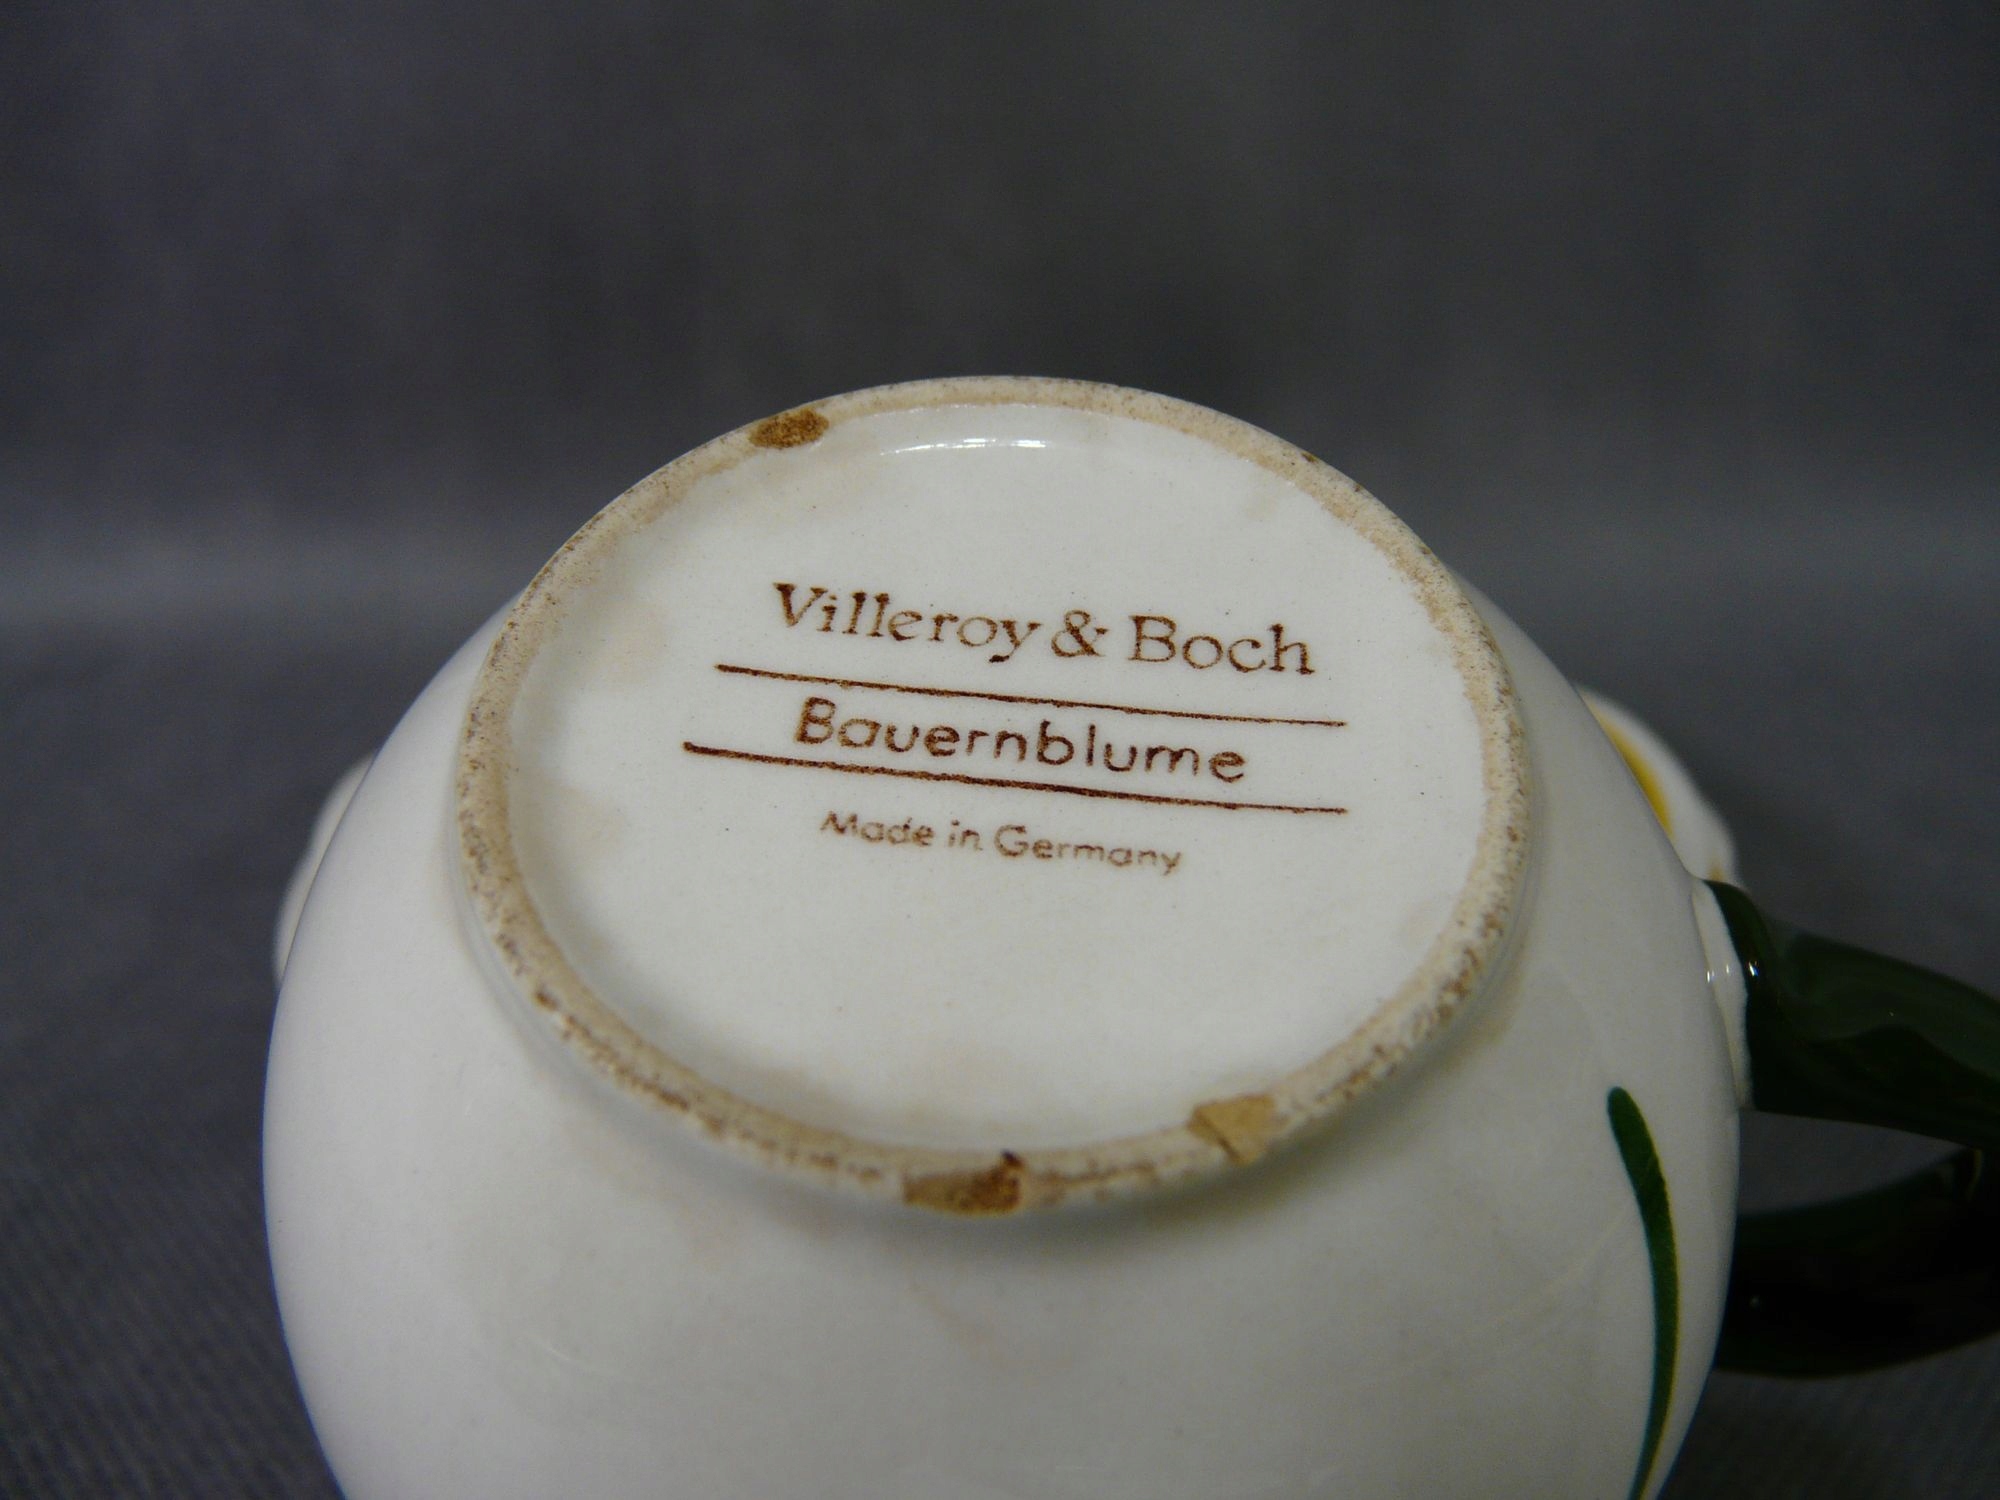 Villeroy & Boch
Bauernblume
Made in Germany